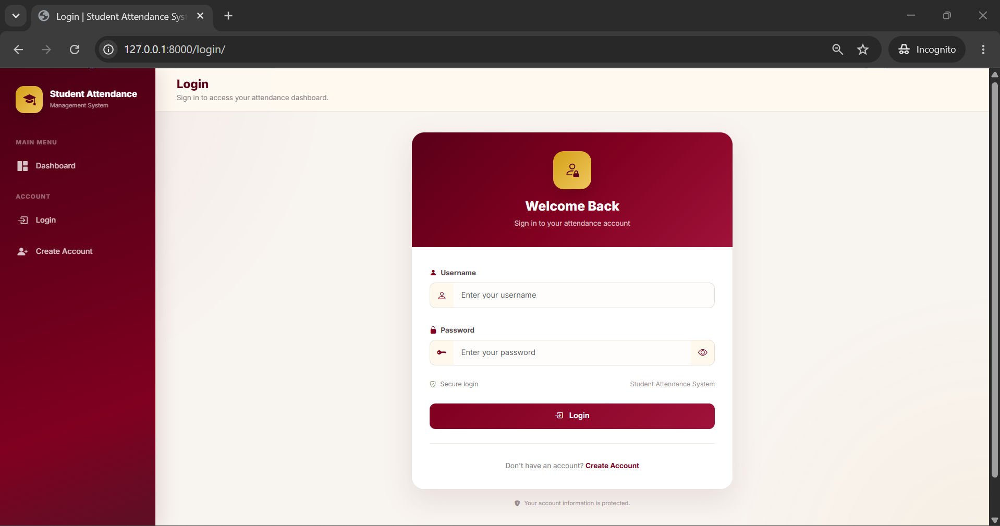 Login | Student Attendance Syst
127.0.0.1:8000/login/
Incognito
Student Attendance
Management System
MAIN MENU
Dashboard
ACCOUNT
Login
Create Account
Login
Sign in to access your attendance dashboard.
Welcome Back
Sign in to your attendance account
Username
Enter your username
Password
Enter your password
Secure login
Student Attendance System
Login
Don't have an account? Create Account
Your account information is protected.